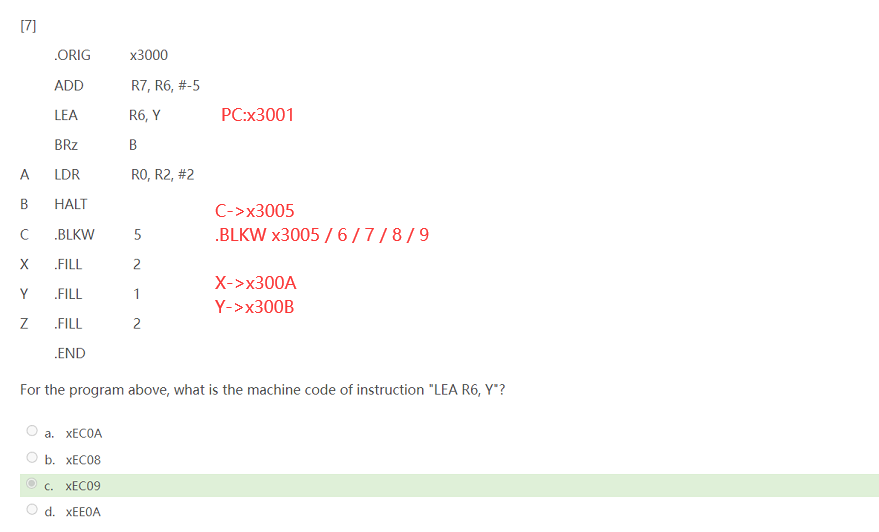 [7]
.ORIG x3000
ADD R7, R6, #-5
LEA R6, Y PC:x3001
BRz B
A LDR R0, R2, #2
B HALT
C->x3005
C .BLKW 5 .BLKW x3005 / 6 / 7 / 8 / 9
X .FILL 2
X->x300A
Y .FILL 1
Y->x300B
Z .FILL 2
.END
For the program above, what is the machine code of instruction "LEA R6, Y"?
a. xEC0A
b. xEC08
c. xEC09
d. xEE0A